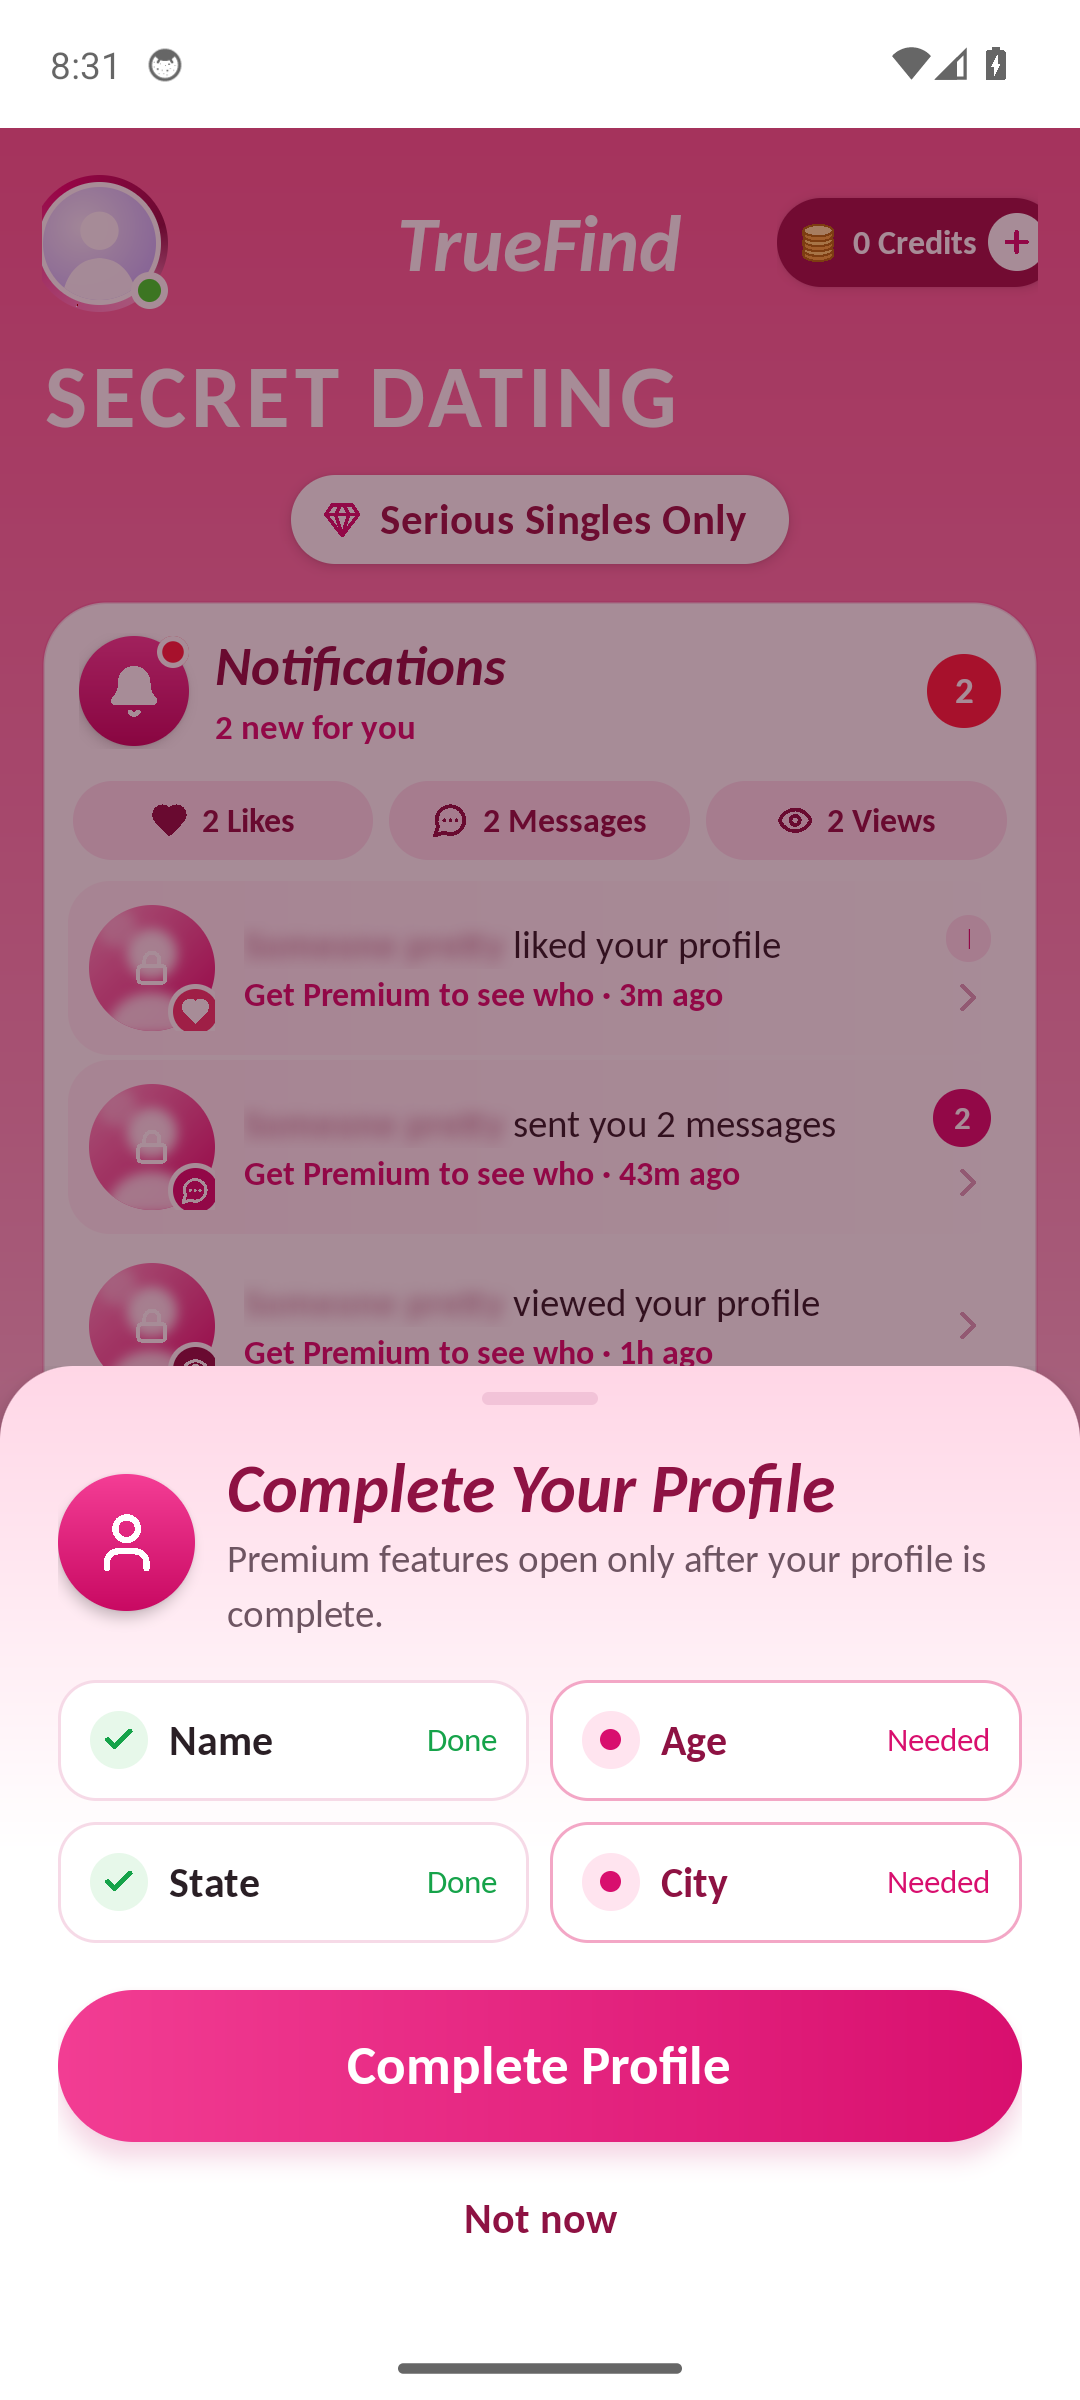 8:31
TrueFind
0 Credits
SECRET DATING
Serious Singles Only
Notifications
2 new for you
2
2 Likes
2 Messages
2 Views
liked your profile
Get Premium to see who · 3m ago
sent you 2 messages
Get Premium to see who · 43m ago
2
viewed your profile
Get Premium to see who · 1h ago
Complete Your Profile
Premium features open only after your profile is
complete.
Name Done
Age Needed
State Done
City Needed
Complete Profile
Not now